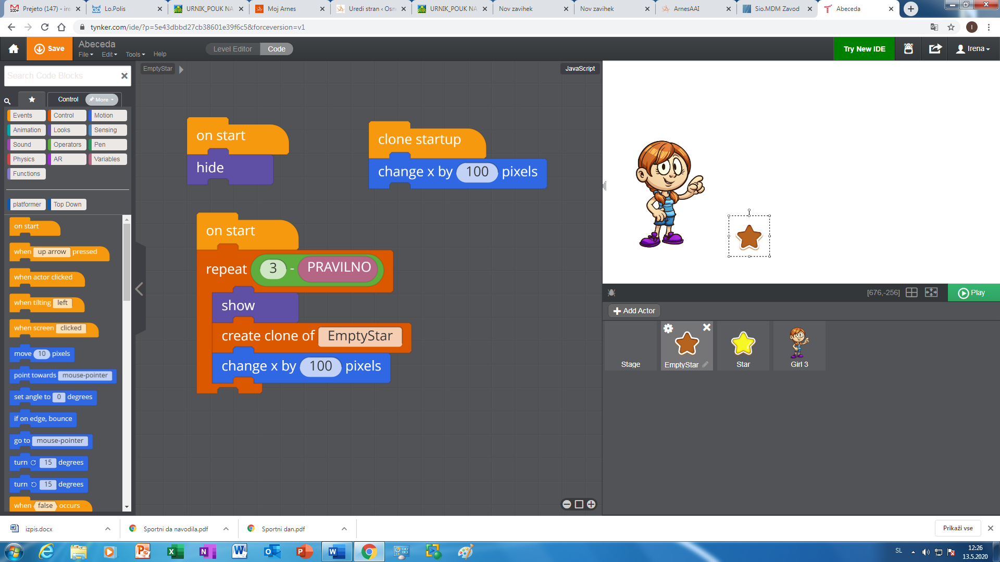 Prejeto (147) - ire
Lo.Polis
URNIK_POUK NA
Moj Arnes
Uredi stran ‹ Osn
URNIK_POUK NA
Nov zavihek
Nov zavihek
ArnesAAI
Sio.MDM Zavod
Abeceda
tynker.com/ide/?p=5e43dbbd27cb38601e39f6c5&forceversion=v1
I
Save
Abeceda
File
Edit
Tools
Help
Level Editor
Code
Try New IDE
Irena
Search Code Blocks
Control
More
Events
Control
Motion
Animation
Looks
Sensing
Sound
Operators
Pen
Physics
AR
Variables
Functions
platformer
Top Down
on start
when up arrow pressed
when actor clicked
when tilting left
when screen clicked
move 10 pixels
point towards mouse-pointer
set angle to 0 degrees
if on edge, bounce
go to mouse-pointer
turn 15 degrees
turn 15 degrees
when false occurs
EmptyStar
JavaScript
on start
hide
clone startup
change x by 100 pixels
on start
repeat 3 - PRAVILNO
show
create clone of EmptyStar
change x by 100 pixels
[676,-256]
Play
Add Actor
Stage
EmptyStar
Star
Girl 3
izpis.docx
Sportni da navodila.pdf
Sportni dan.pdf
Prikaži vse
SL
12:26
13.5.2020